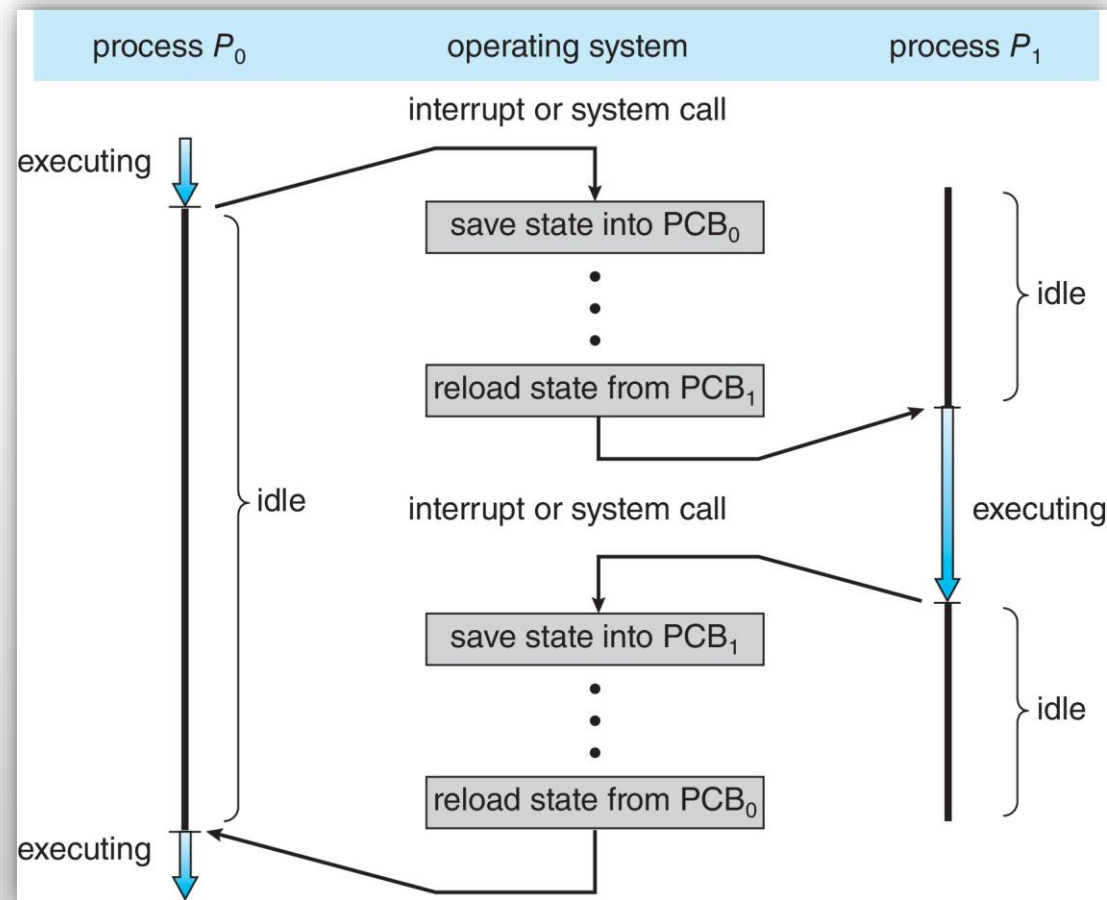 process P₀ operating system process P₁
interrupt or system call
executing
save state into PCB₀
idle
reload state from PCB₁
idle
interrupt or system call
executing
save state into PCB₁
idle
reload state from PCB₀
executing